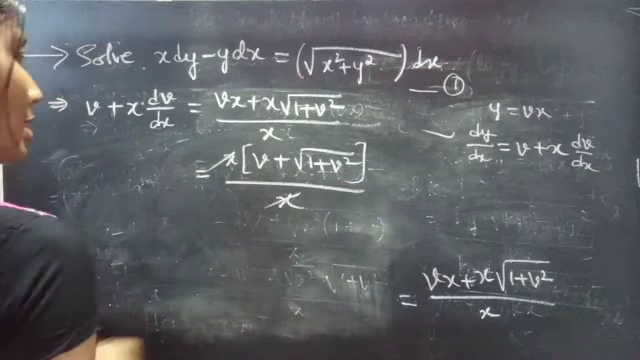 → Solve xdy - ydx = (√(x²+y²)) dx. — ①
⇒ v + x dv/dx = (vx + x√(1+v²))/x
= x[v + √(1+v²)]/x
y = vx
dy/dx = v + x dv/dx
= (vx + x√(1+v²))/x